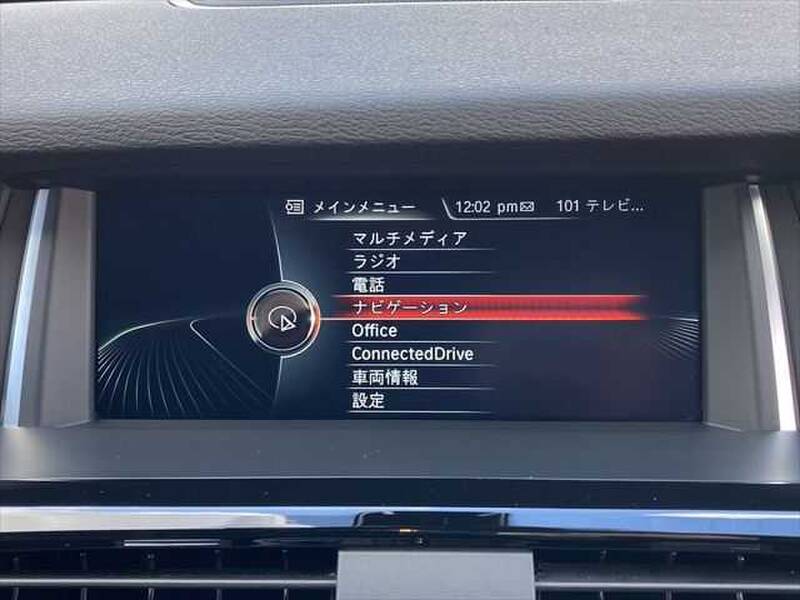 メインメニュー 12:02 pm 101 テレビ...
マルチメディア
ラジオ
電話
ナビゲーション
Office
ConnectedDrive
車両情報
設定